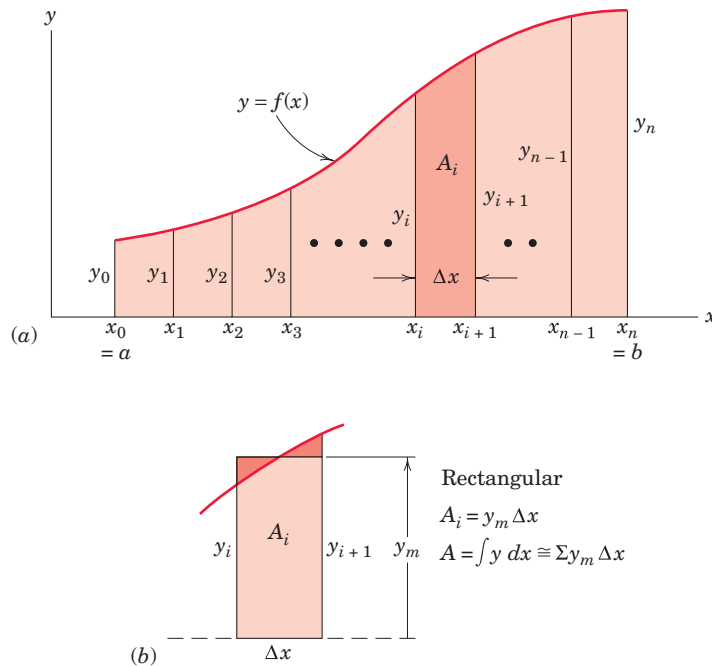 y
y = f(x)
y_n
y_{n-1}
A_i
y_i
y_{i+1}
y_0
y_1
y_2
y_3
Δx
x
(a)
x_0
x_1
x_2
x_3
x_i
x_{i+1}
x_{n-1}
x_n
= a
= b
Rectangular
A_i = y_m Δx
A = ∫ y dx ≅ Σy_m Δx
A_i
y_i
y_{i+1}
y_m
(b)
Δx